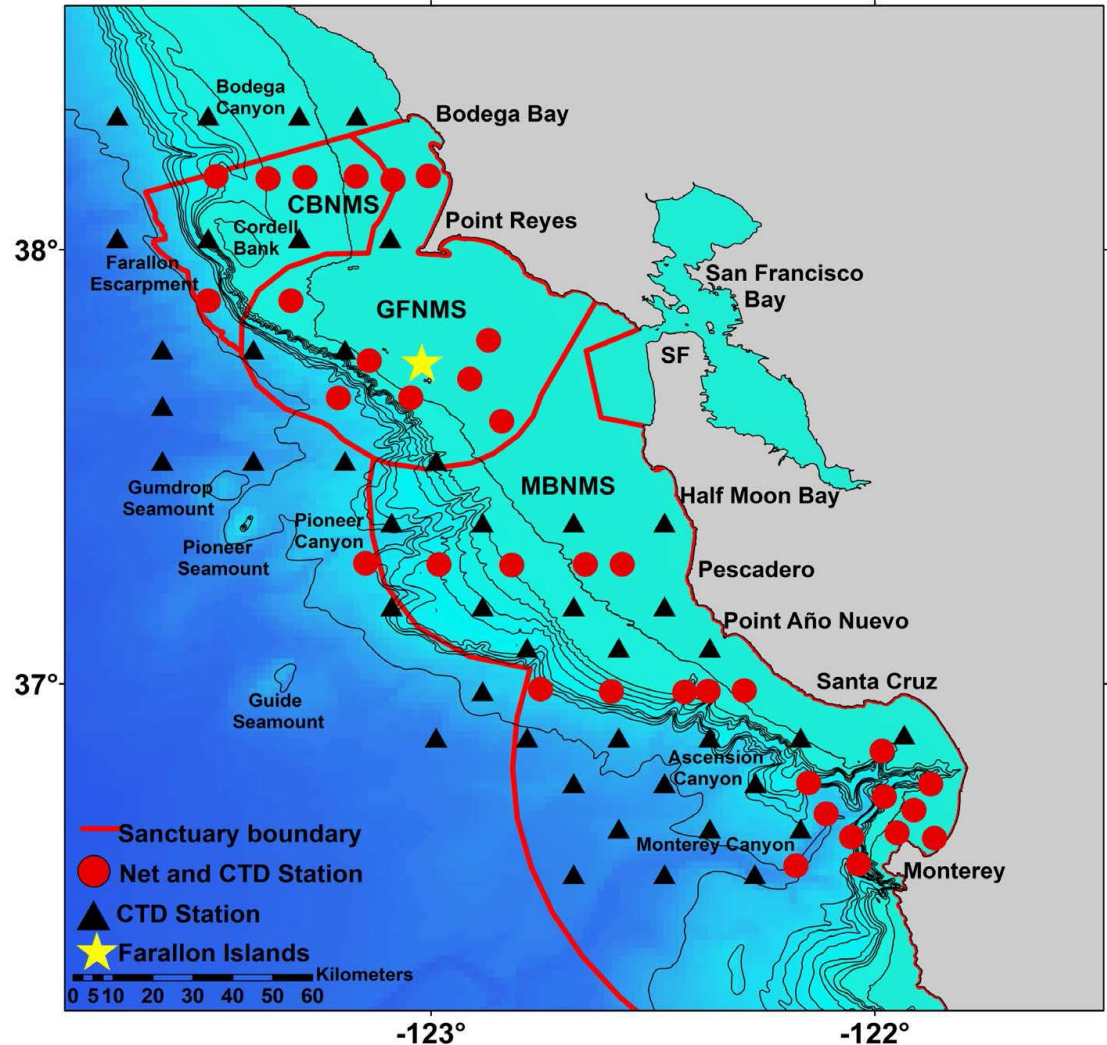 Bodega
Canyon
Bodega Bay
CBNMS
Point Reyes
Cordell
Bank
38°
Farallon
Escarpment
San Francisco
Bay
GFNMS
SF
MBNMS
Gumdrop
Seamount
Half Moon Bay
Pioneer
Canyon
Pioneer
Seamount
Pescadero
Point Año Nuevo
37°
Santa Cruz
Guide
Seamount
Ascension
Canyon
Monterey Canyon
Monterey
Sanctuary boundary
Net and CTD Station
CTD Station
Farallon Islands
Kilometers
0 5 10 20 30 40 50 60
-123°
-122°